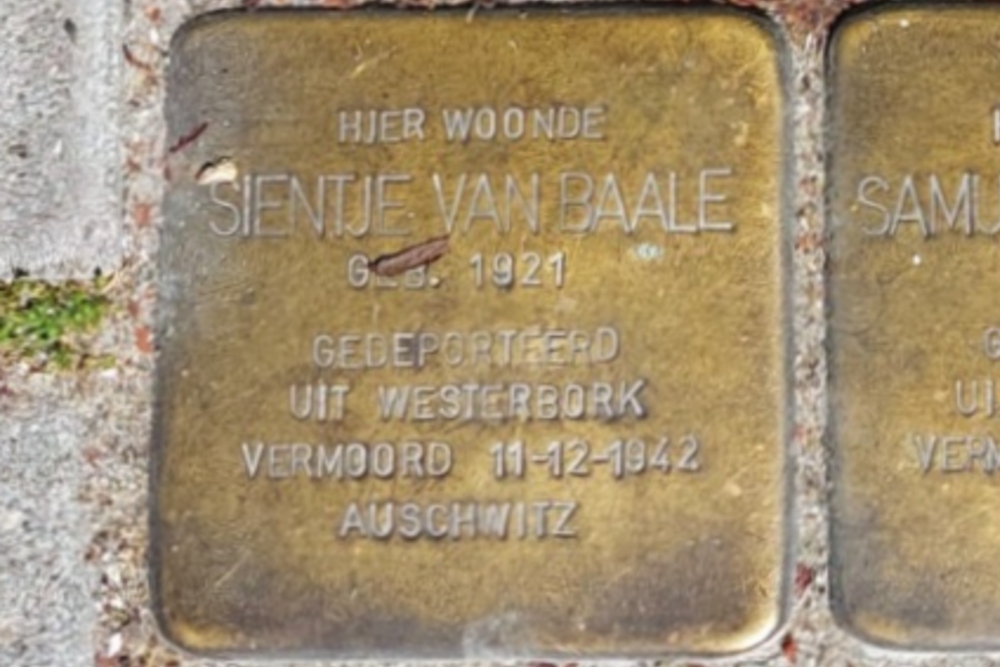 HIER WOONDE
SIENTJE VAN BAALE
GEB. 1921
GEDEPORTEERD
UIT WESTERBORK
VERMOORD 11-12-1942
AUSCHWITZ